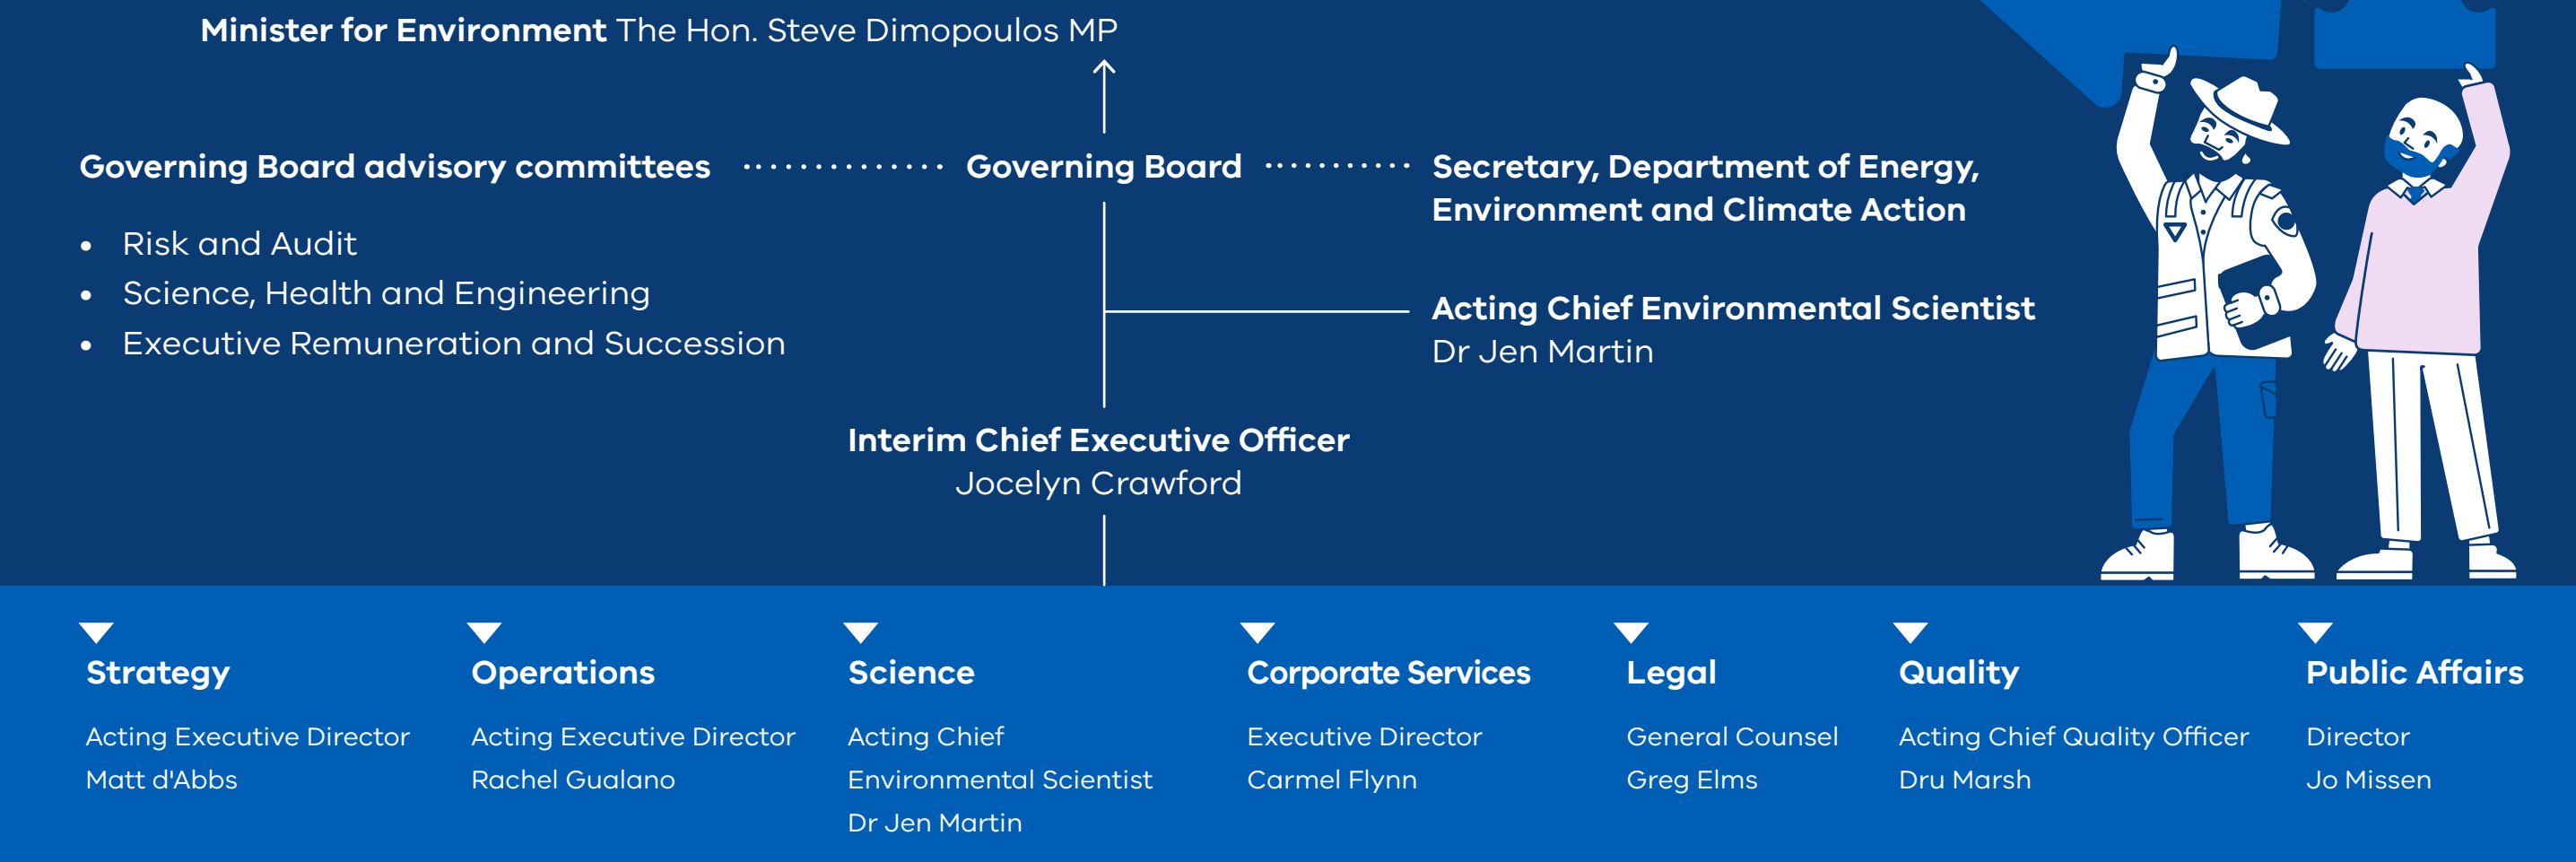 Minister for Environment The Hon. Steve Dimopoulos MP
Governing Board advisory committees
• Risk and Audit
• Science, Health and Engineering
• Executive Remuneration and Succession
Governing Board
Secretary, Department of Energy,
Environment and Climate Action
Acting Chief Environmental Scientist
Dr Jen Martin
Interim Chief Executive Officer
Jocelyn Crawford
Strategy
Acting Executive Director
Matt d'Abbs
Operations
Acting Executive Director
Rachel Gualano
Science
Acting Chief
Environmental Scientist
Dr Jen Martin
Corporate Services
Executive Director
Carmel Flynn
Legal
General Counsel
Greg Elms
Quality
Acting Chief Quality Officer
Dru Marsh
Public Affairs
Director
Jo Missen